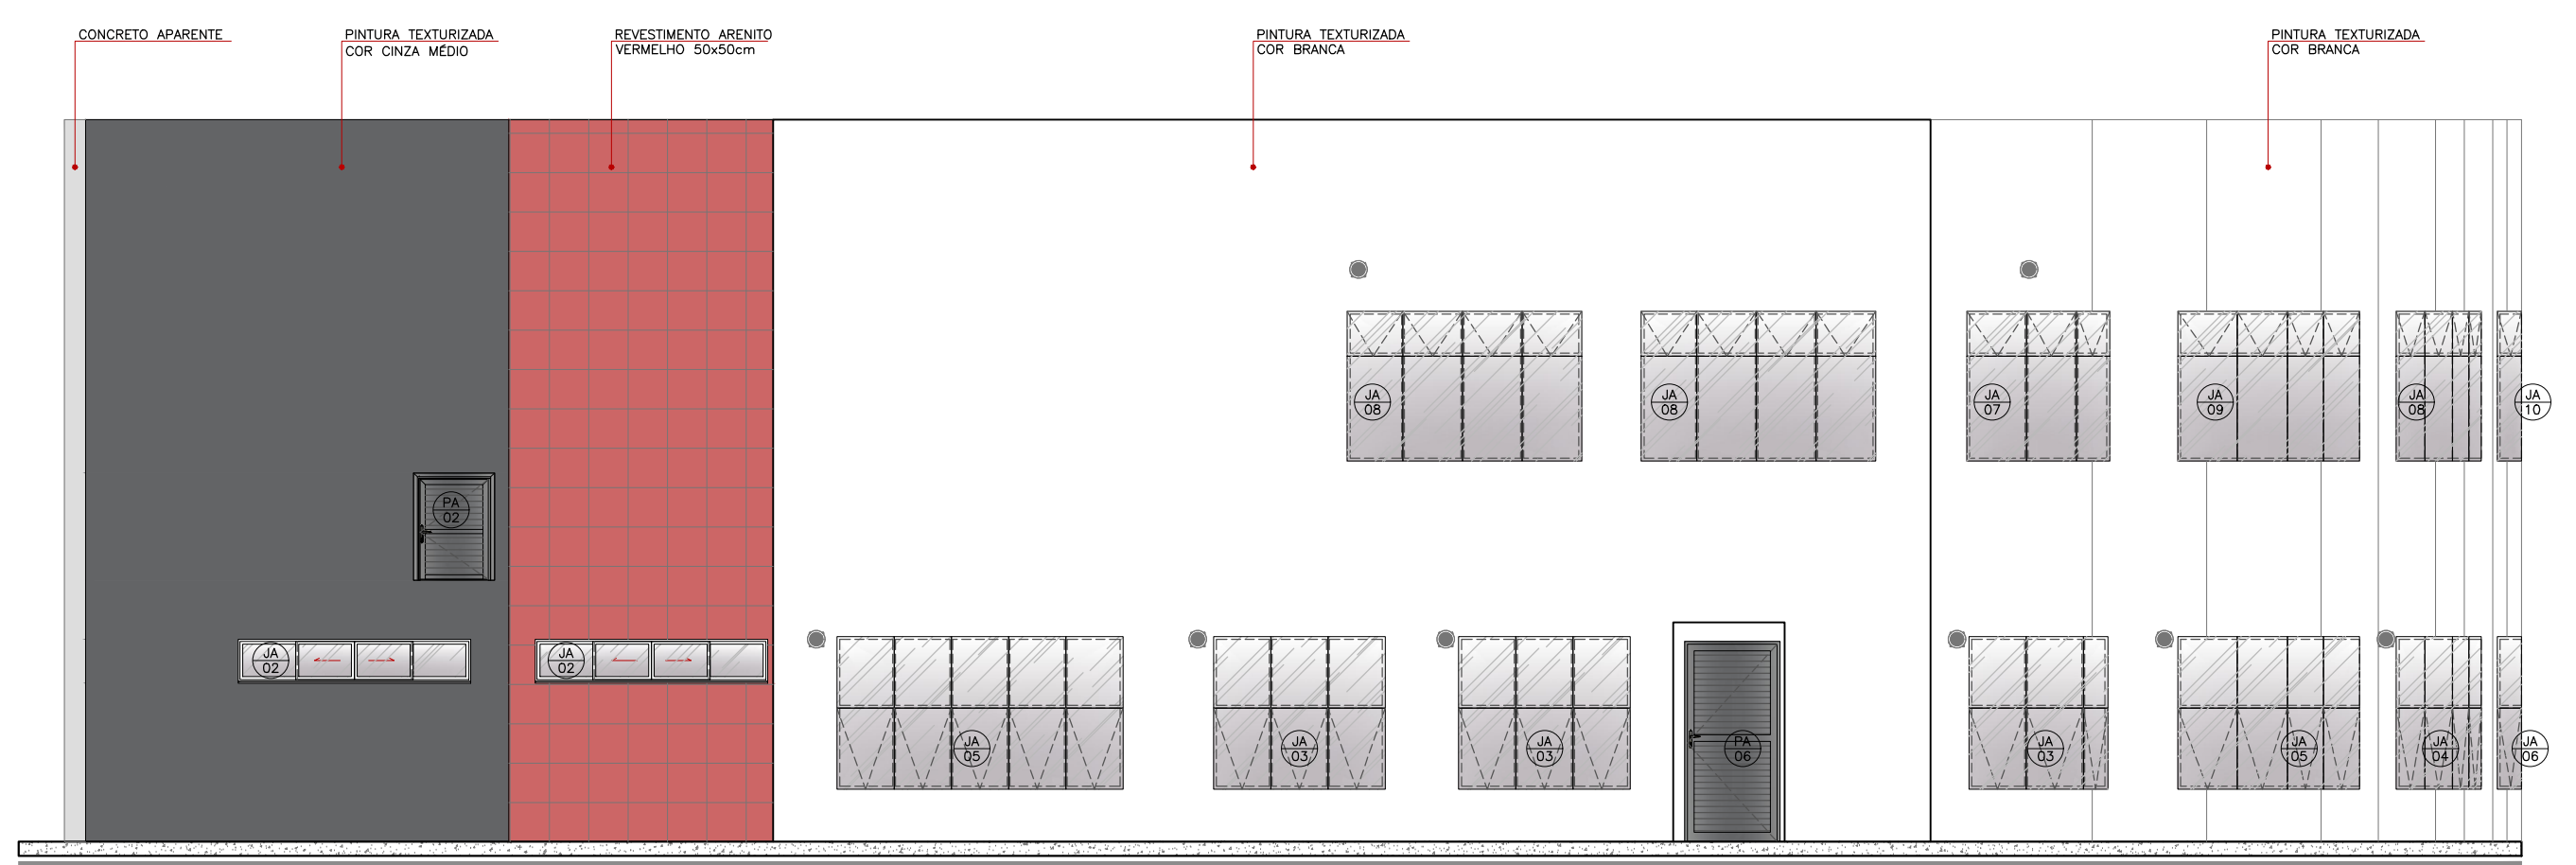 CONCRETO APARENTE
PINTURA TEXTURIZADA
COR CINZA MÉDIO
REVESTIMENTO ARENITO
VERMELHO 50x50cm
PINTURA TEXTURIZADA
COR BRANCA
PINTURA TEXTURIZADA
COR BRANCA
JA
08
JA
08
JA
07
JA
09
JA
08
JA
10
PA
02
JA
02
JA
02
JA
05
JA
03
JA
03
PA
06
JA
03
JA
05
JA
04
JA
06